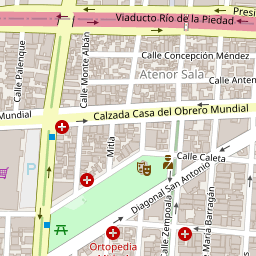 Presi
Viaducto Río de la Piedad
Calle Palenque
Calle Monte Albán
Calle Concepción Méndez
Atenor Sala
Calle Anten
Mundial
Calzada Casa del Obrero Mundial
Mitla
Calle Caleta
P
Diagonal San Antonio
Calle Zempoala
María Barragán
Ortopedia